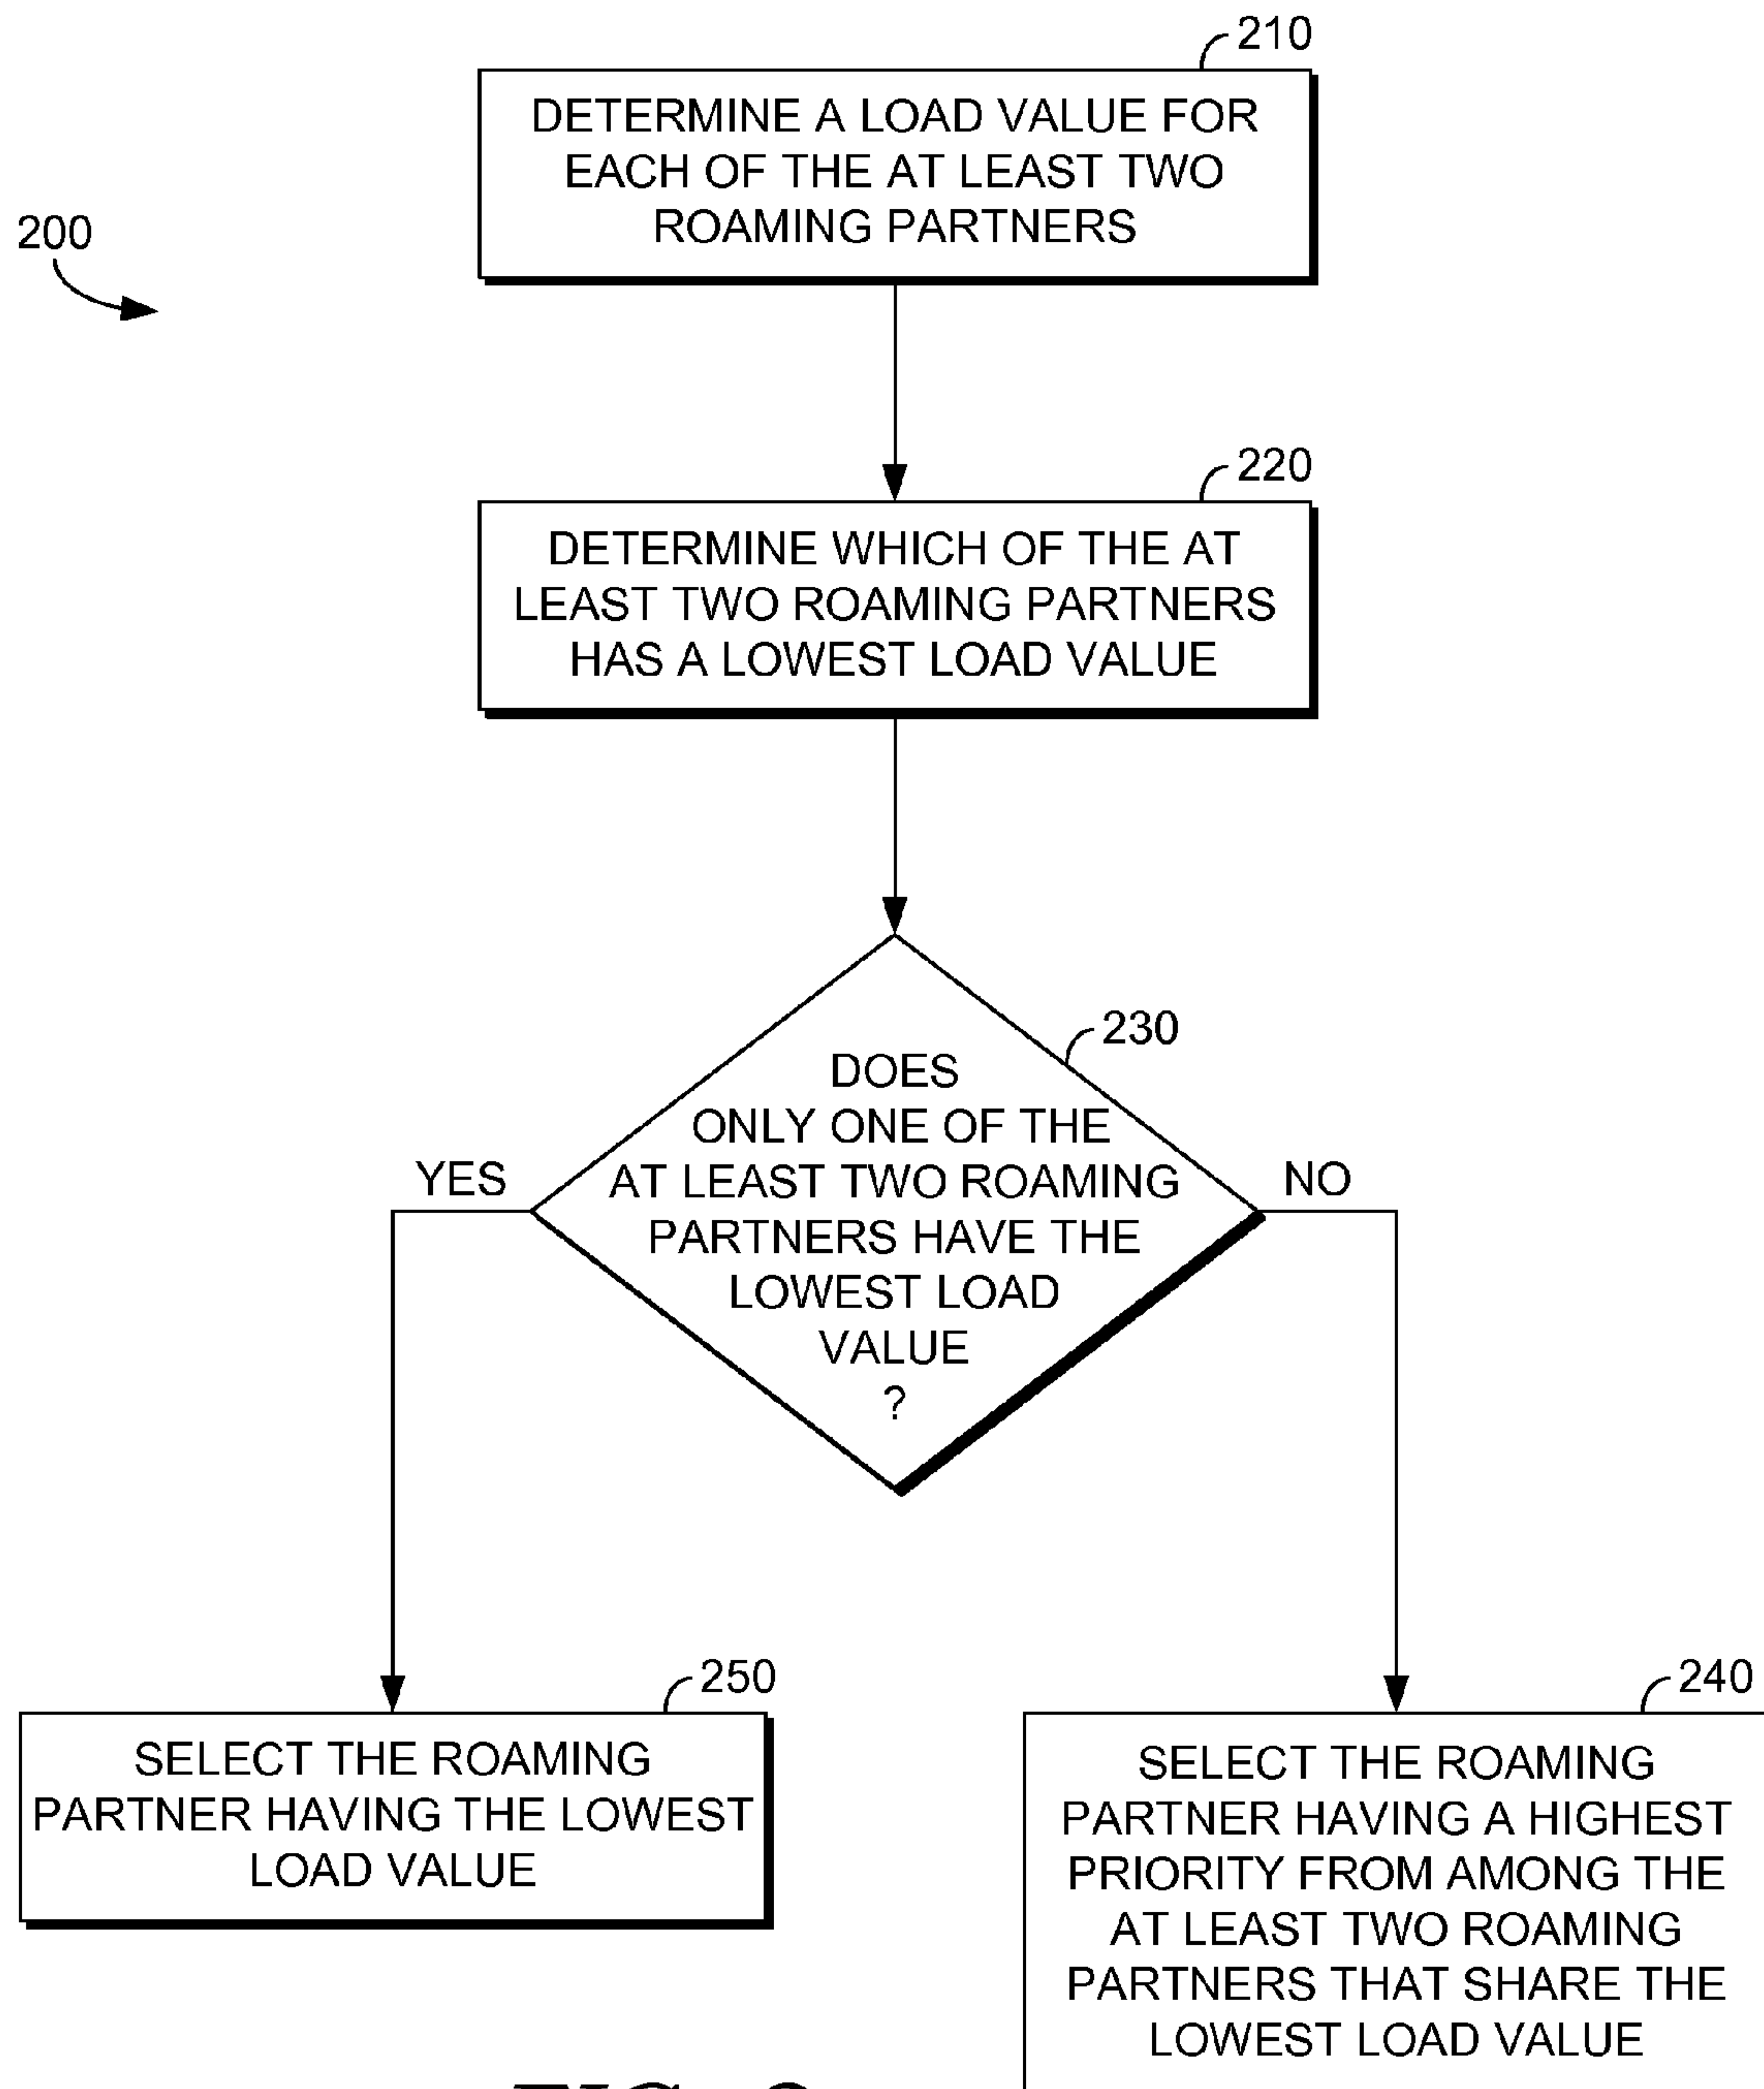 210
DETERMINE A LOAD VALUE FOR
EACH OF THE AT LEAST TWO
ROAMING PARTNERS
200
220
DETERMINE WHICH OF THE AT
LEAST TWO ROAMING PARTNERS
HAS A LOWEST LOAD VALUE
230
DOES
ONLY ONE OF THE
AT LEAST TWO ROAMING
PARTNERS HAVE THE
LOWEST LOAD
VALUE
?
YES
NO
250
SELECT THE ROAMING
PARTNER HAVING THE LOWEST
LOAD VALUE
240
SELECT THE ROAMING
PARTNER HAVING A HIGHEST
PRIORITY FROM AMONG THE
AT LEAST TWO ROAMING
PARTNERS THAT SHARE THE
LOWEST LOAD VALUE